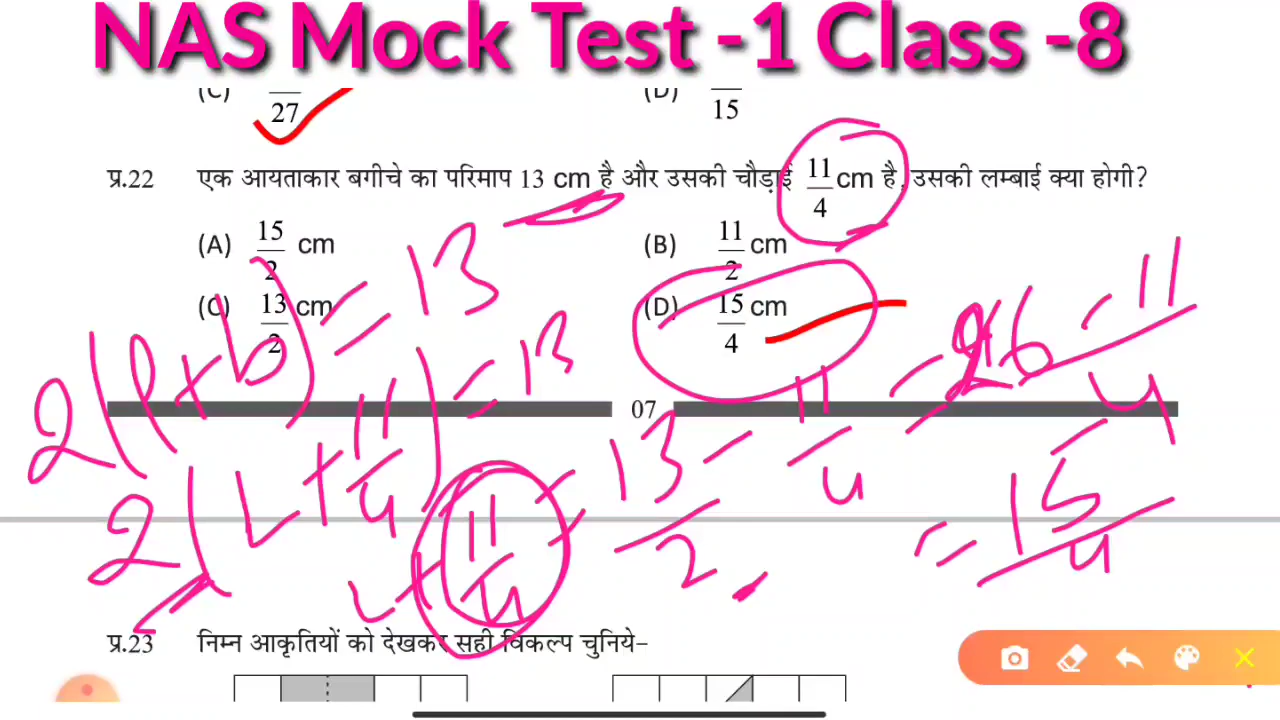 NAS Mock Test -1 Class -8
(C) 27 (D) 15
प्र.22 एक आयताकार बगीचे का परिमाप 13 cm है और उसकी चौड़ाई 11/4 cm है, उसकी लम्बाई क्या होगी?
(A) 15/2 cm (B) 11/2 cm
(C) 13/2 cm (D) 15/4 cm
2(l+b) = 13
2(L+11/4) = 13
L+11/4 = 13/2 - 11/4 = 26-11/4
= 15/4
07
प्र.23 निम्न आकृतियों को देखकर सही विकल्प चुनिये–